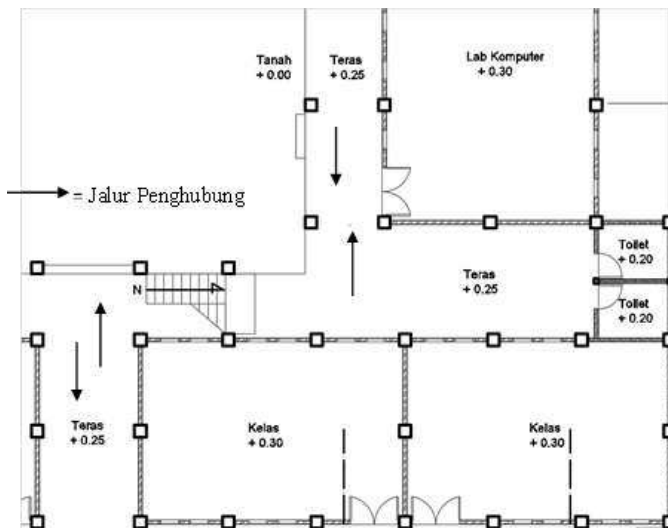 Tanah
+ 0.00
Teras
+ 0.25
Lab Komputer
+ 0.30
= Jalur Penghubung
Toilet
+ 0.20
Teras
+ 0.25
N
Toilet
+ 0.20
Teras
+ 0.25
Kelas
+ 0.30
Kelas
+ 0.30